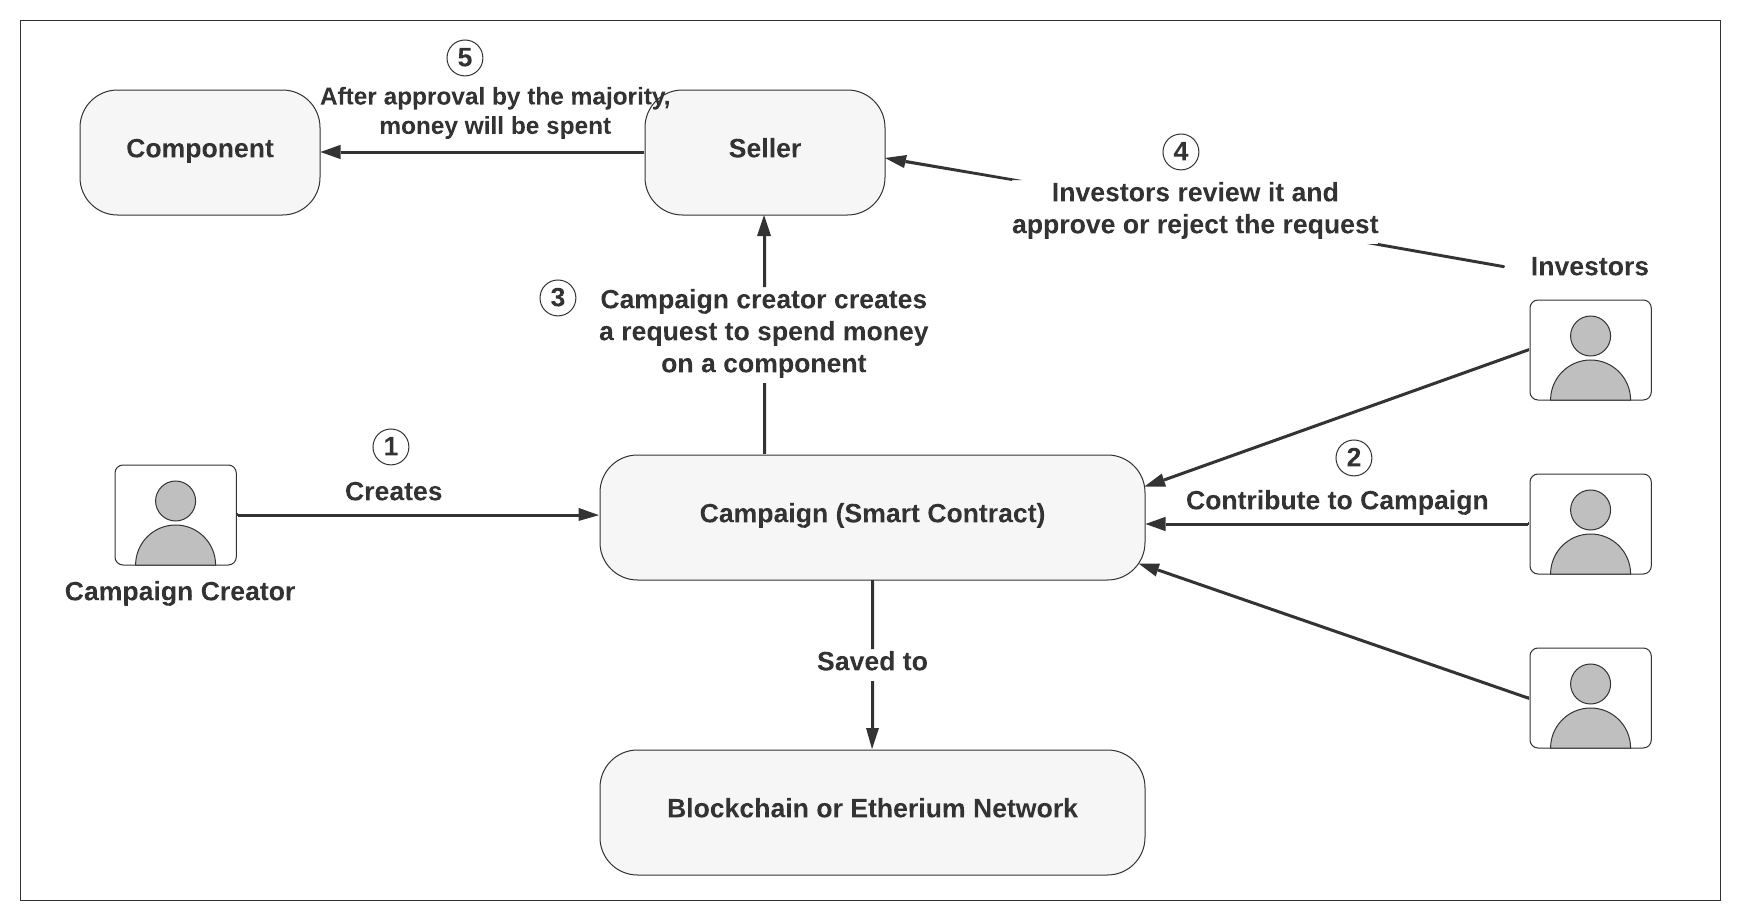 5
After approval by the majority,
money will be spent
Component
Seller
4
Investors review it and
approve or reject the request
Investors
3
Campaign creator creates
a request to spend money
on a component
1
Creates
Campaign Creator
Campaign (Smart Contract)
2
Contribute to Campaign
Saved to
Blockchain or Etherium Network